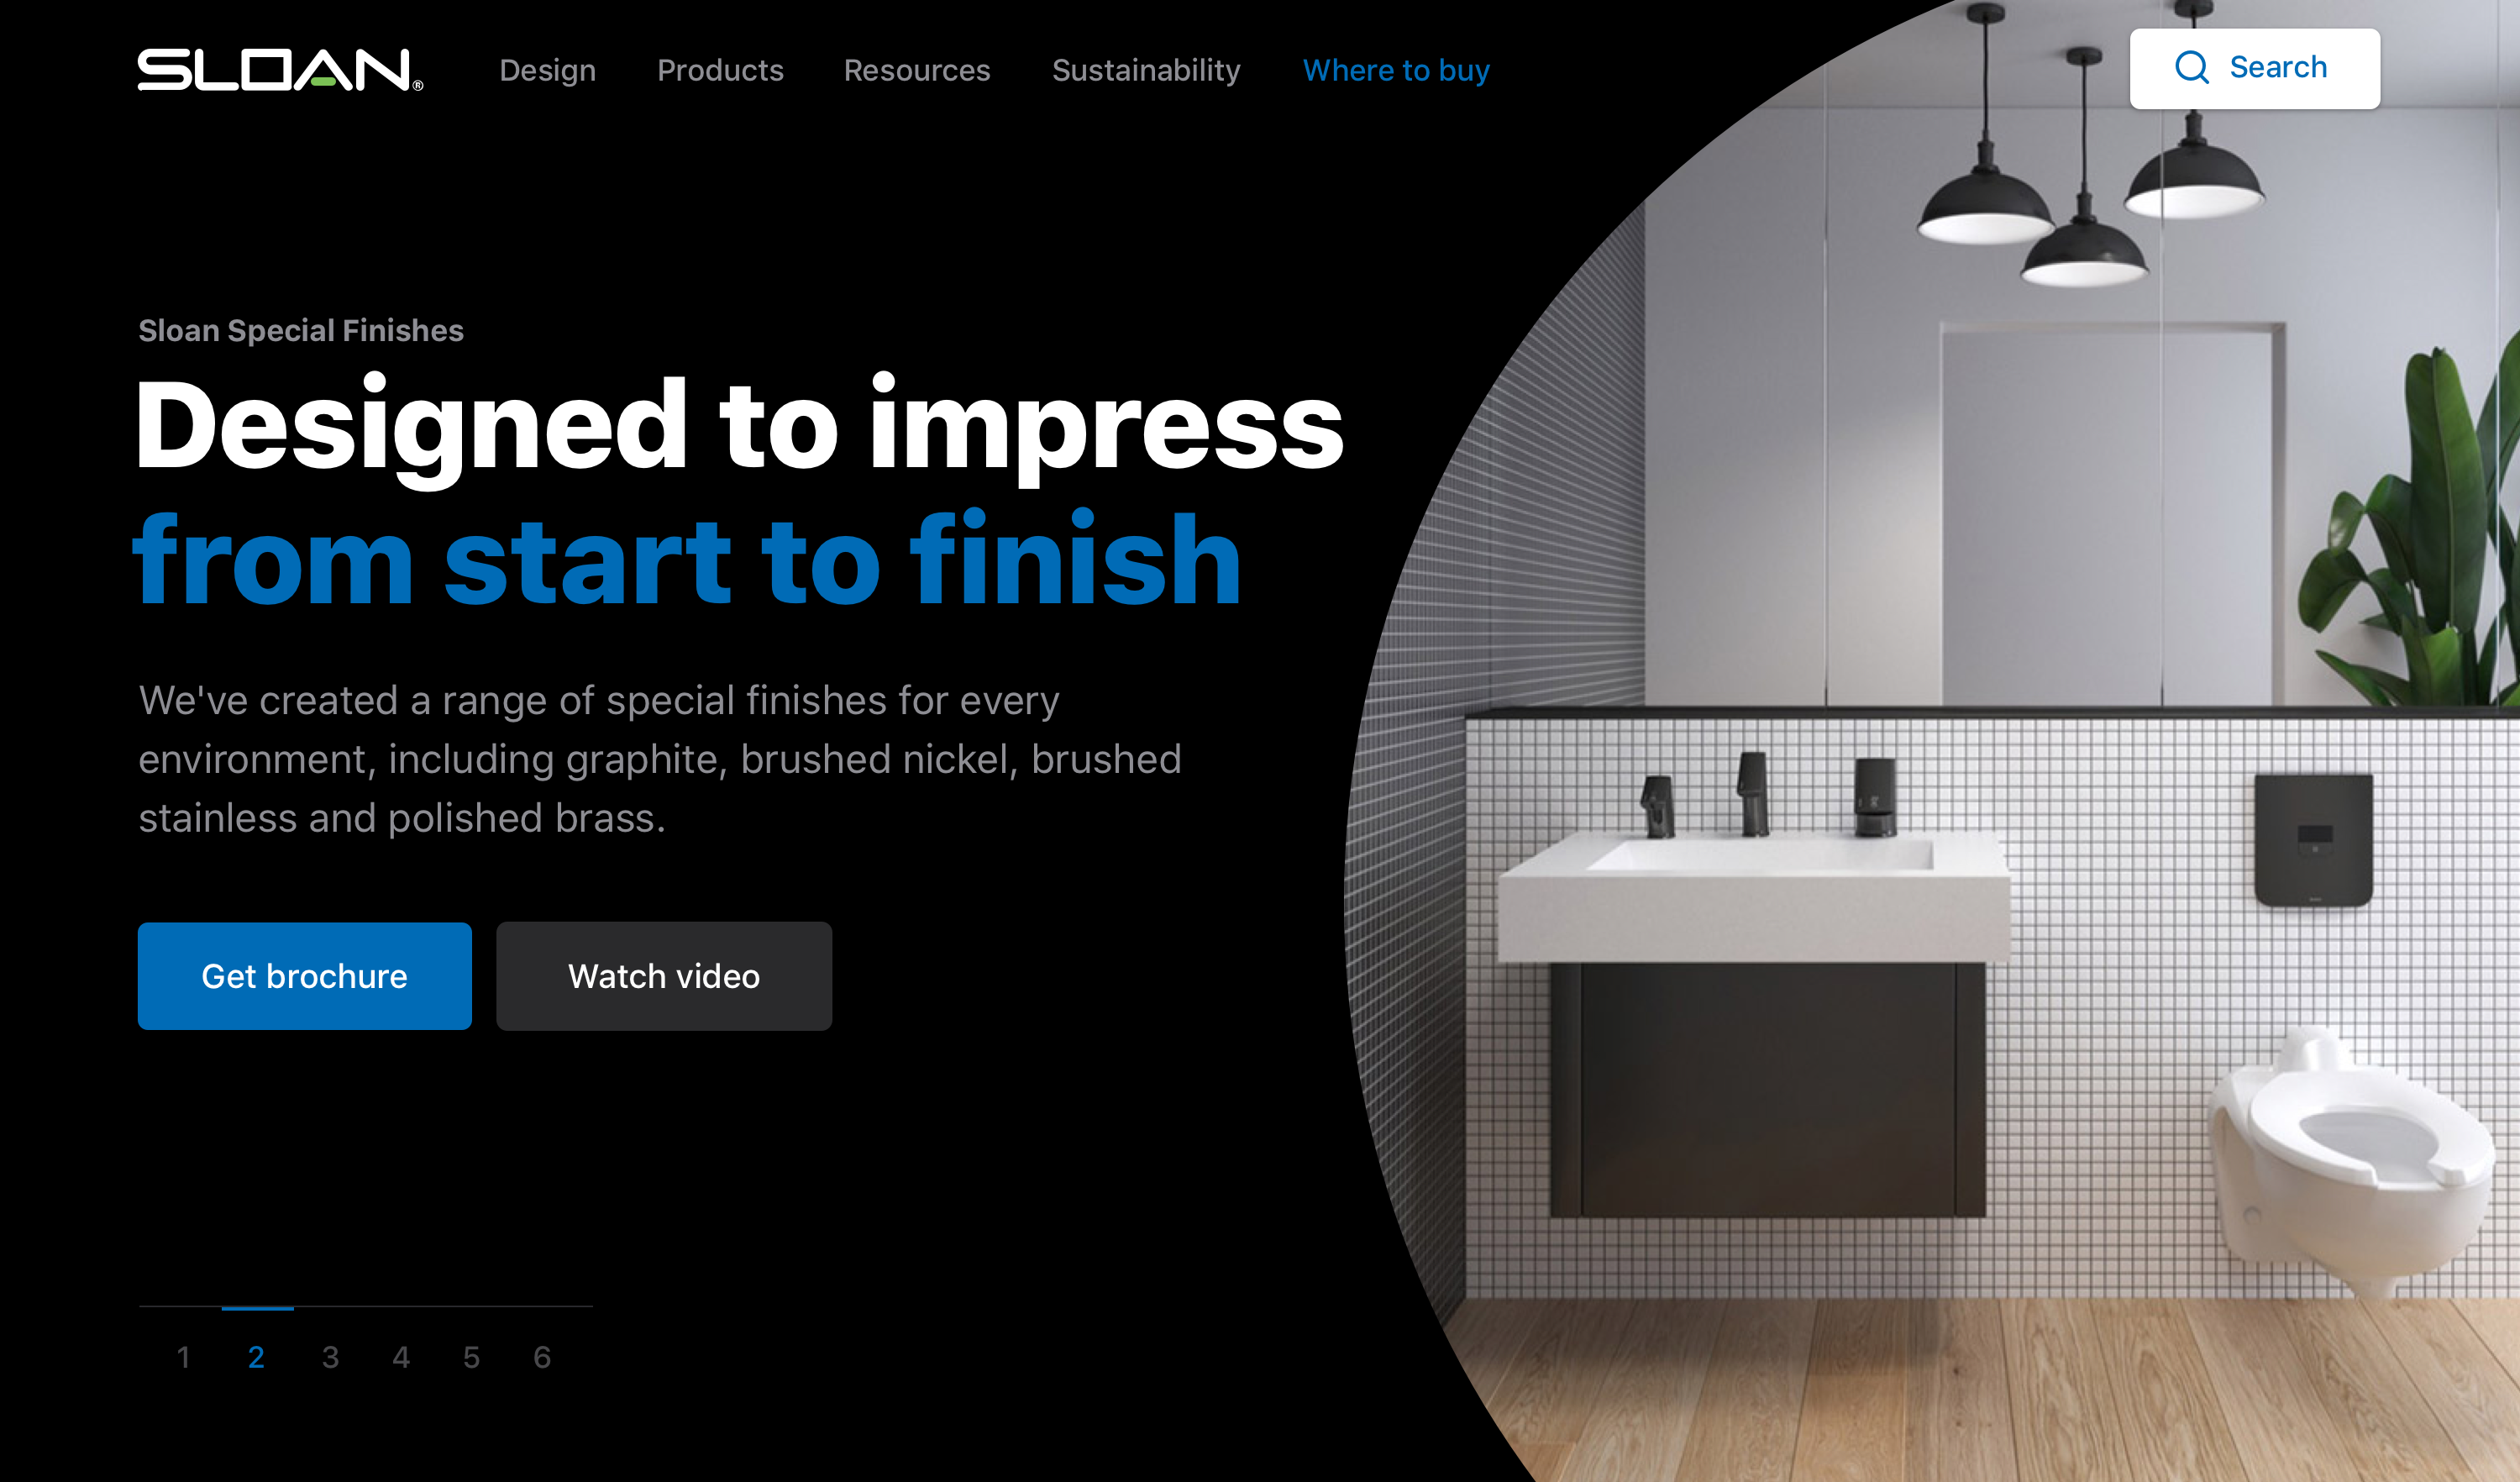 SLOAN®
Design
Products
Resources
Sustainability
Where to buy
Search
Sloan Special Finishes
Designed to impress
from start to finish
We've created a range of special finishes for every
environment, including graphite, brushed nickel, brushed
stainless and polished brass.
Get brochure
Watch video
1 2 3 4 5 6